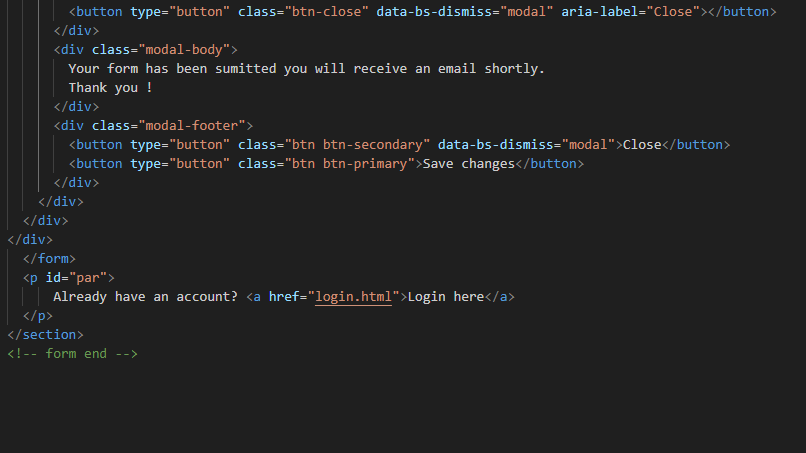 <button type="button" class="btn-close" data-bs-dismiss="modal" aria-label="Close"></button>
</div>
<div class="modal-body">
Your form has been sumitted you will receive an email shortly.
Thank you !
</div>
<div class="modal-footer">
<button type="button" class="btn btn-secondary" data-bs-dismiss="modal">Close</button>
<button type="button" class="btn btn-primary">Save changes</button>
</div>
</div>
</div>
</div>
</form>
<p id="par">
Already have an account? <a href="login.html">Login here</a>
</p>
</section>
<!-- form end -->